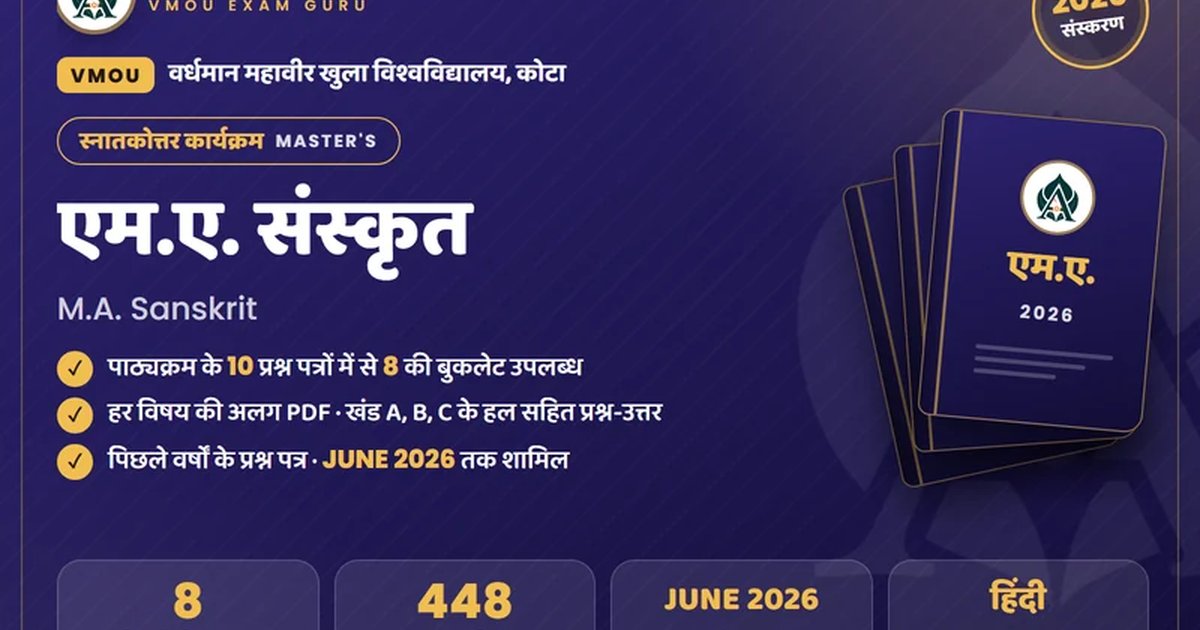 VMOU EXAM GURU
2026
संस्करण
VMOU वर्धमान महावीर खुला विश्वविद्यालय, कोटा
स्नातकोत्तर कार्यक्रम MASTER'S
एम.ए. संस्कृत
M.A. Sanskrit
✓ पाठ्यक्रम के 10 प्रश्न पत्रों में से 8 की बुकलेट उपलब्ध
✓ हर विषय की अलग PDF · खंड A, B, C के हल सहित प्रश्न-उत्तर
✓ पिछले वर्षों के प्रश्न पत्र · JUNE 2026 तक शामिल
एम.ए.
2026
8
448
JUNE 2026
हिंदी